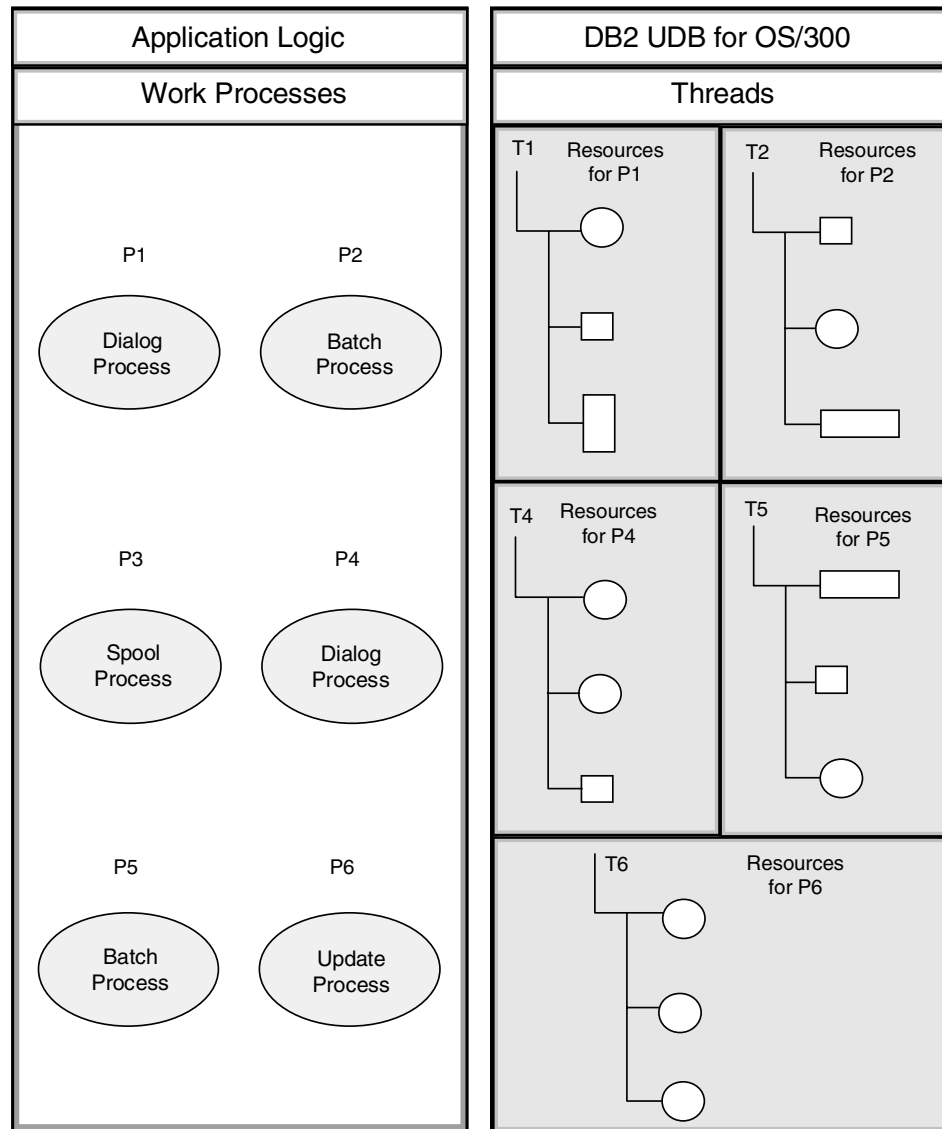 Application Logic
Work Processes
P1
P2
Dialog
Process
Batch
Process
P3
P4
Spool
Process
Dialog
Process
P5
P6
Batch
Process
Update
Process
DB2 UDB for OS/300
Threads
T1
Resources
for P1
T2
Resources
for P2
T4
Resources
for P4
T5
Resources
for P5
T6
Resources
for P6